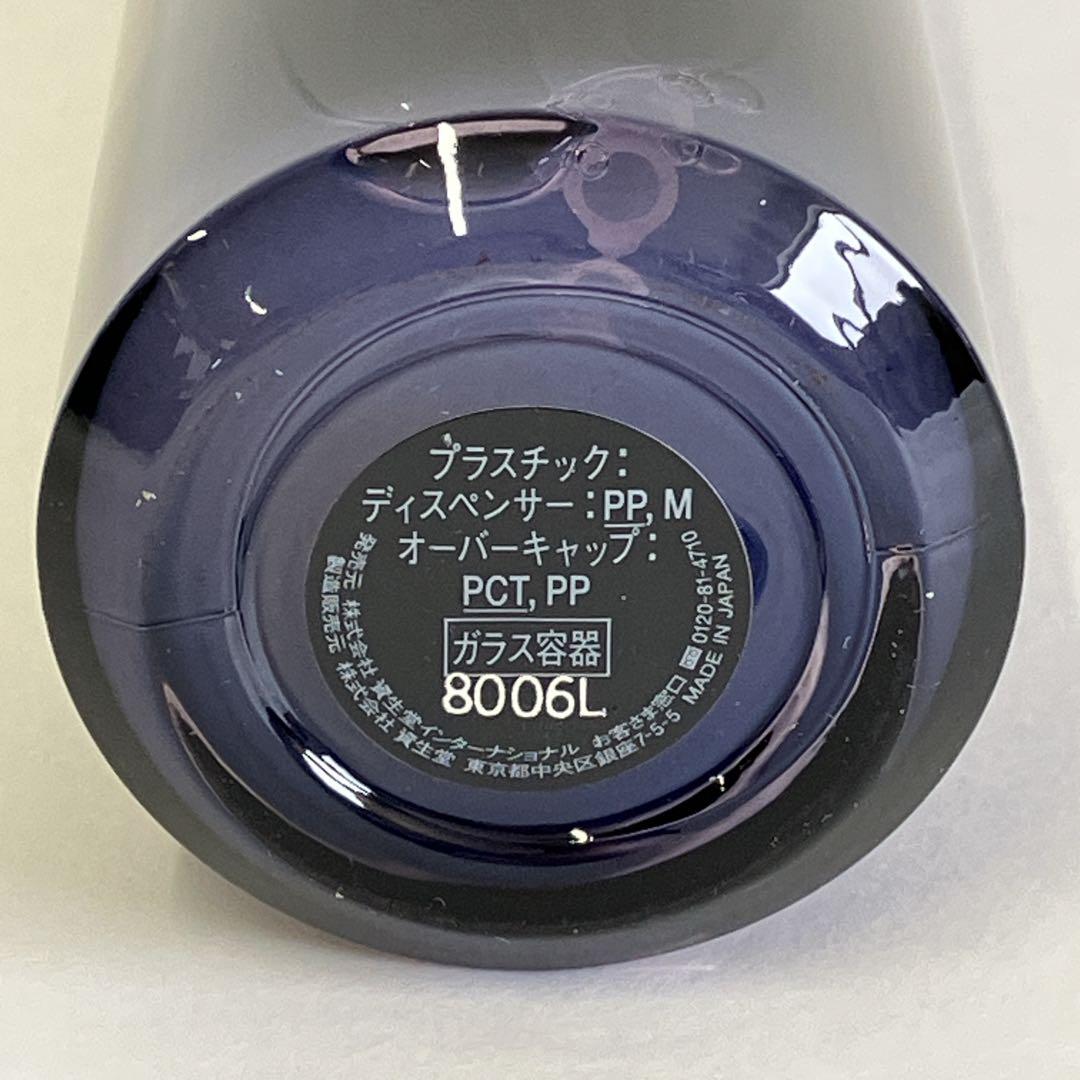 プラスチック:
ディスペンサー:PP, M
オーバーキャップ:
PCT, PP
ガラス容器
8006L
発売元 株式会社 資生堂インターナショナル お客さま窓口 0120-81-4710
製造販売元 株式会社 資生堂 東京都中央区銀座7-5-5 MADE IN JAPAN